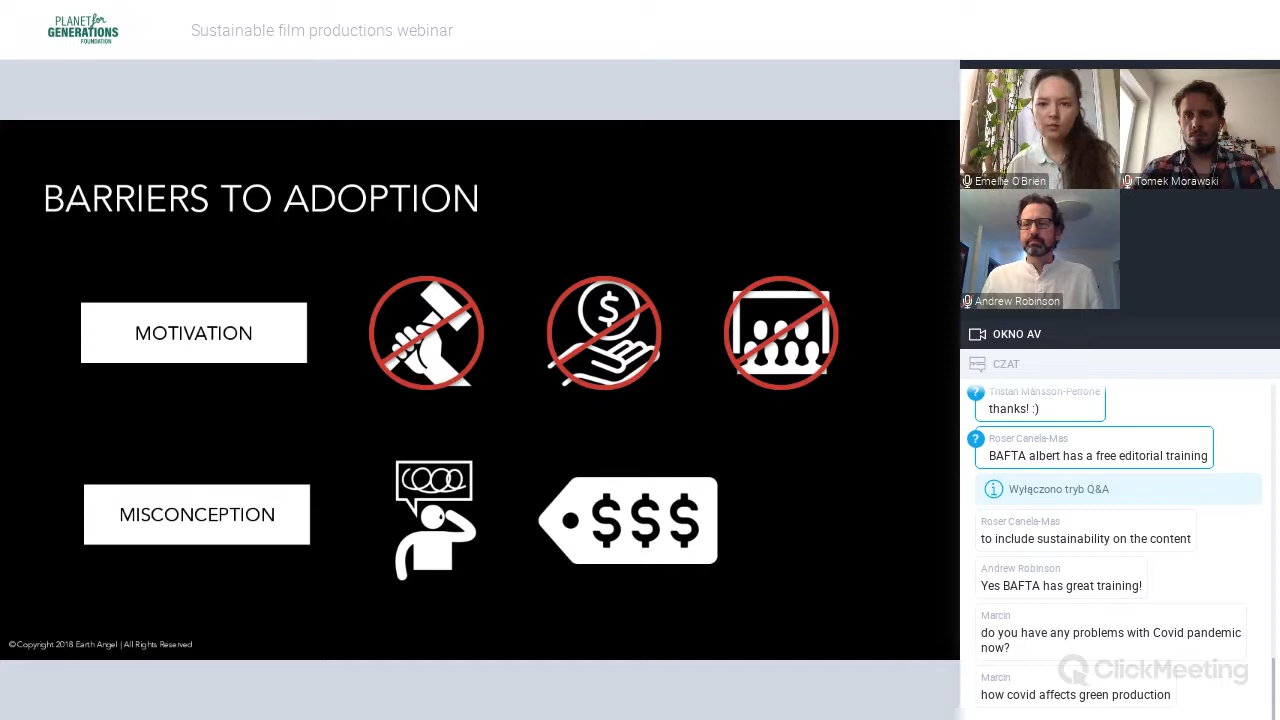 PLANET for
GENERATIONS
FOUNDATION
Sustainable film productions webinar
BARRIERS TO ADOPTION
MOTIVATION
$
MISCONCEPTION
$$$
© Copyright 2018 Earth Angel | All Rights Reserved
Emellie O'Brien
Tomek Morawski
Andrew Robinson
OKNO AV
CZAT
Tristan Månsson-Perrone
thanks! :)
Roser Canela-Mas
BAFTA albert has a free editorial training
Wyłączono tryb Q&A
Roser Canela-Mas
to include sustainability on the content
Andrew Robinson
Yes BAFTA has great training!
Marcin
do you have any problems with Covid pandemic
now?
ClickMeeting
Marcin
how covid affects green production